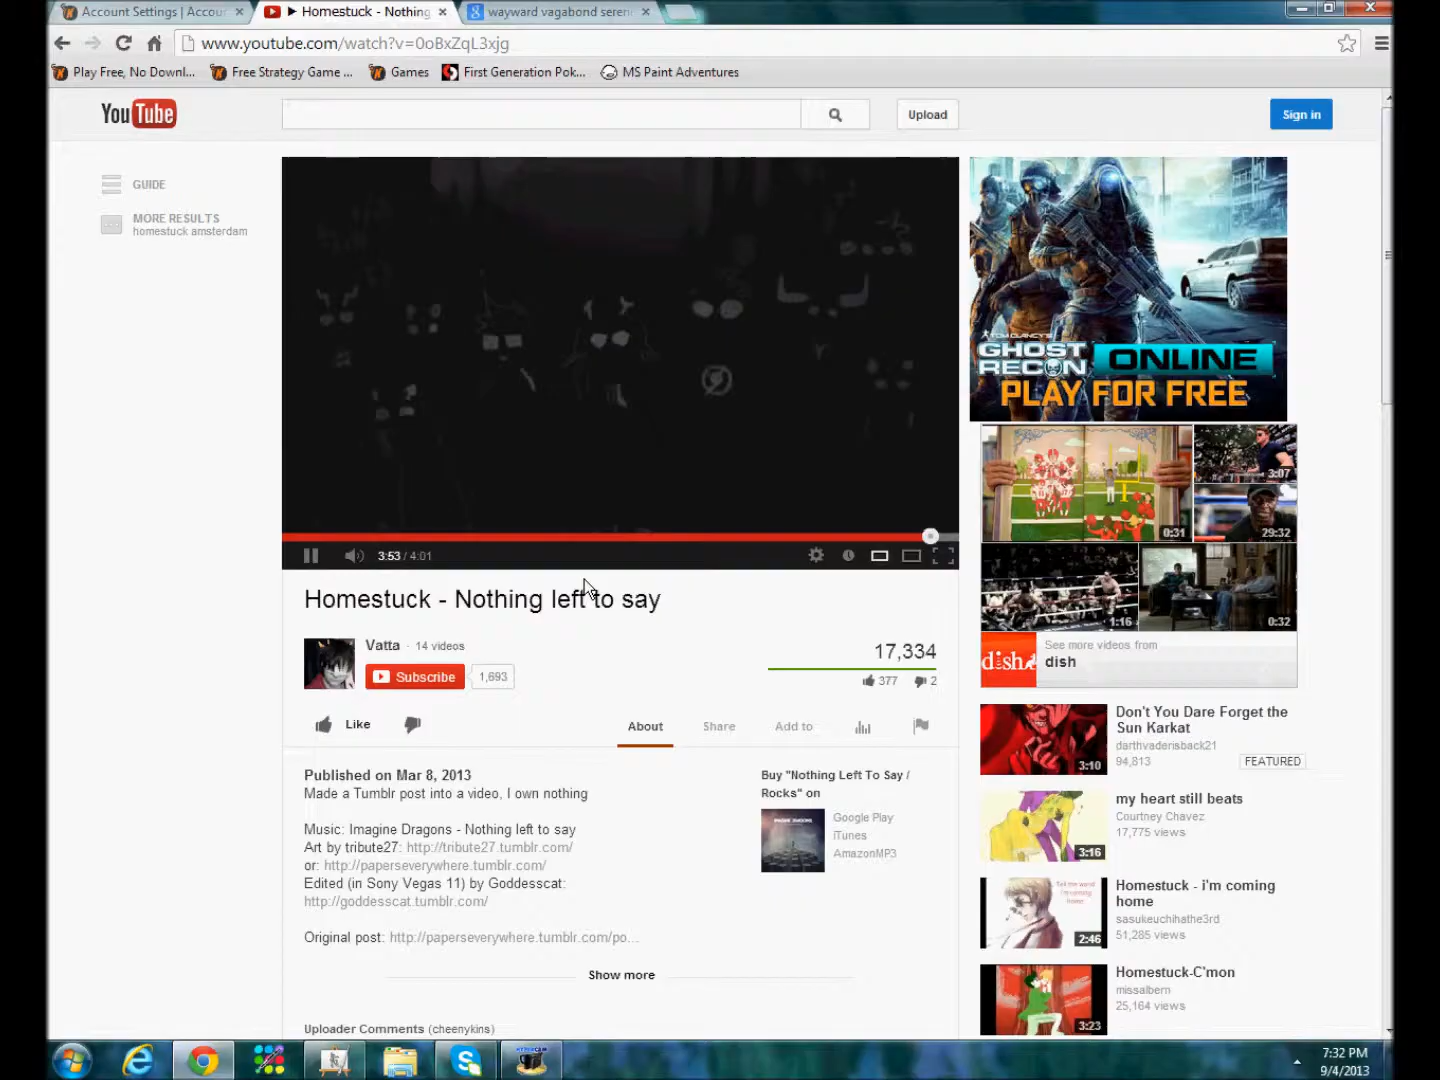 Account Settings | Accou
Homestuck - Nothing
wayward vagabond seren
www.youtube.com/watch?v=0oBxZqL3xjg
Play Free, No Downl...
Free Strategy Game ...
Games
First Generation Pok...
MS Paint Adventures
YouTube
Upload
Sign in
GUIDE
MORE RESULTS
homestuck amsterdam
TOM CLANCY'S
GHOST RECON ONLINE
PLAY FOR FREE
3:07
0:31
29:32
1:16
0:32
dish
See more videos from
dish
3:53 / 4:01
Homestuck - Nothing left to say
Vatta · 14 videos
Subscribe 1,693
17,334
377 2
Like
About
Share
Add to
Published on Mar 8, 2013
Made a Tumblr post into a video, I own nothing
Music: Imagine Dragons - Nothing left to say
Art by tribute27: http://tribute27.tumblr.com/
or: http://paperseverywhere.tumblr.com/
Edited (in Sony Vegas 11) by Goddesscat:
http://goddesscat.tumblr.com/
Original post: http://paperseverywhere.tumblr.com/po...
Show more
Uploader Comments (cheenykins)
Buy "Nothing Left To Say /
Rocks" on
Google Play
iTunes
AmazonMP3
Don't You Dare Forget the
Sun Karkat
darthvaderisback21
94,813
FEATURED
3:10
my heart still beats
Courtney Chavez
17,775 views
3:16
Homestuck - i'm coming
home
sasukeuchihathe3rd
51,285 views
2:46
Homestuck-C'mon
missalbern
25,164 views
3:23
7:32 PM
9/4/2013